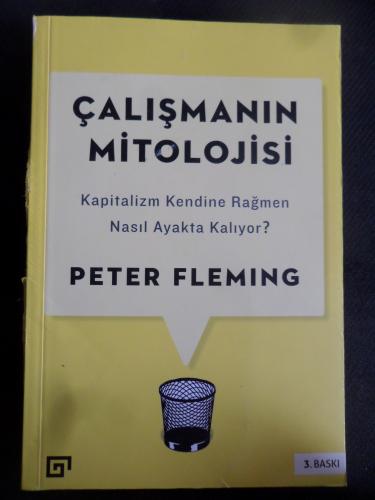 ÇALIŞMANIN
MİTOLOJİSİ
Kapitalizm Kendine Rağmen
Nasıl Ayakta Kalıyor?
PETER FLEMING
3. BASKI